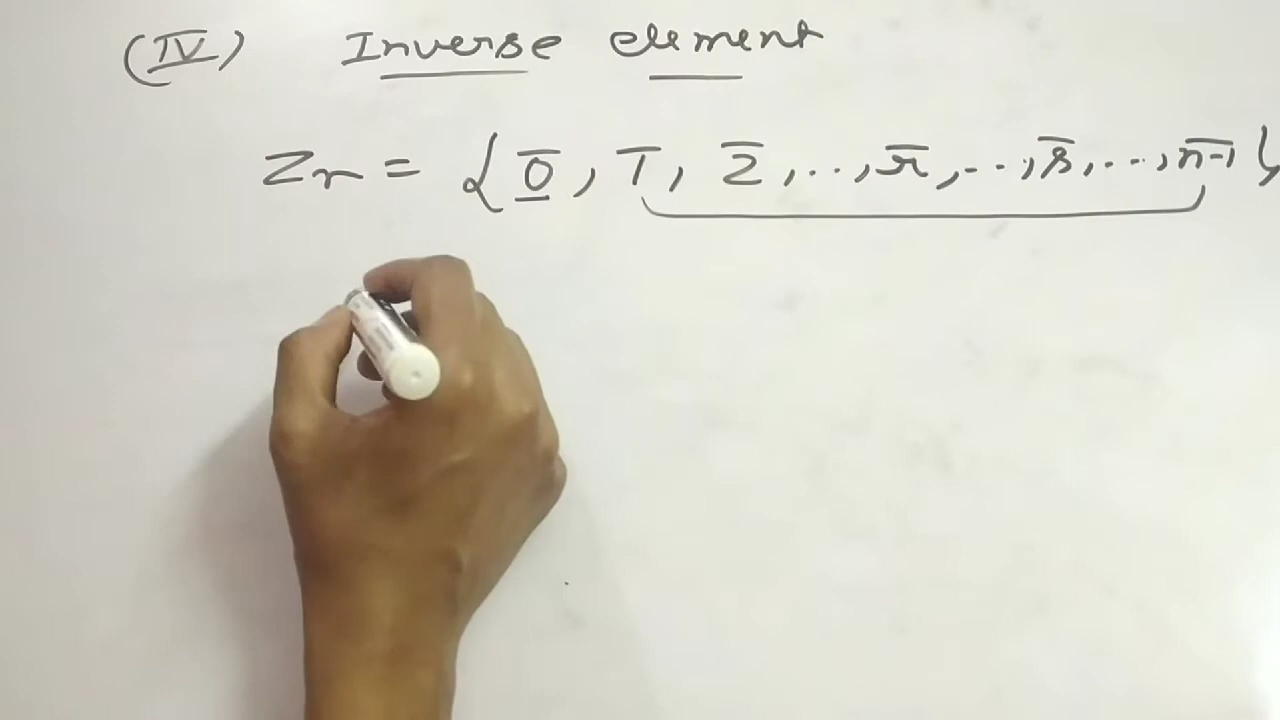 (IV) Inverse element
Zn = { 0̅, 1̅, 2̅, .., r̅, .-., s̅, ..., n̅-̅1̅ }